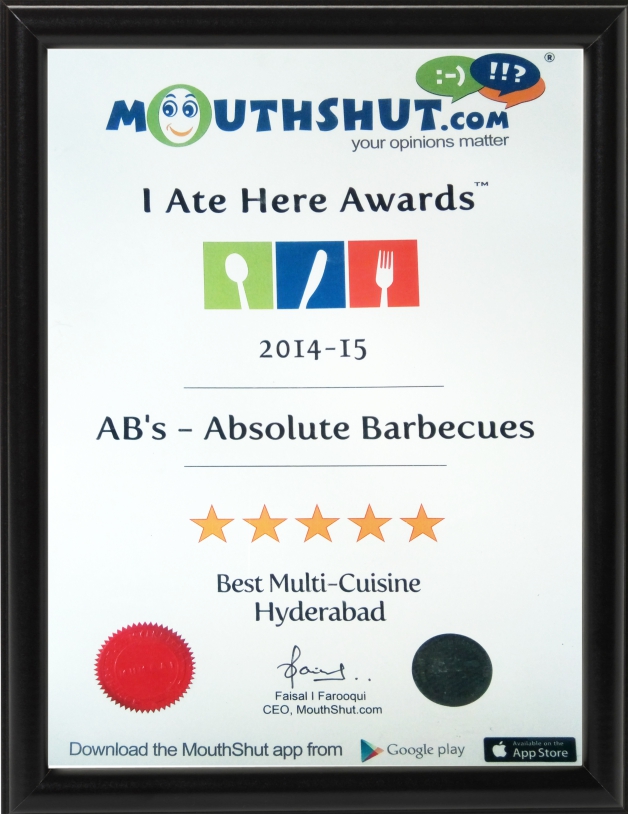 :-) !!? ®
MOUTHSHUT.COM
your opinions matter
I Ate Here Awards™
2014-15
AB's - Absolute Barbecues
Best Multi-Cuisine
Hyderabad
Faisal I Farooqui
CEO, MouthShut.com
Download the MouthShut app from Google play Available on the App Store